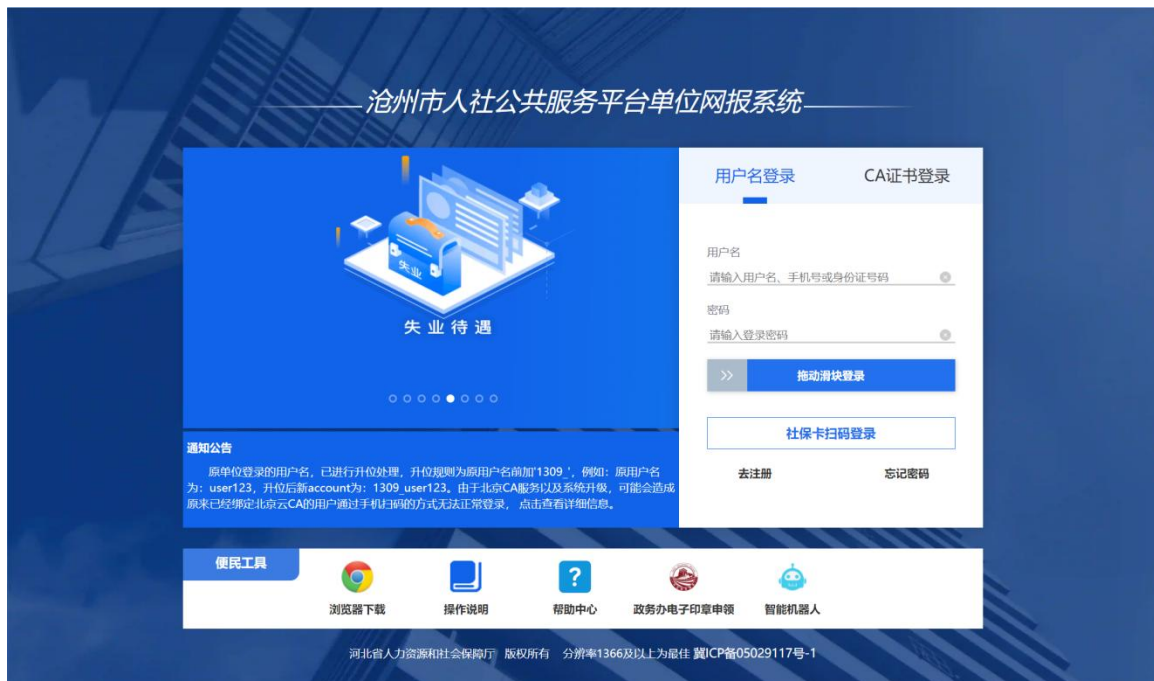 沧州市人社公共服务平台单位网报系统
失业
失业待遇
通知公告
原单位登录的用户名，已进行升位处理，升位规则为原用户名前加'1309_'，例如：原用户名
为：user123，升位后新account为：1309_user123。由于北京CA服务以及系统升级，可能会造成
原来已经绑定北京云CA的用户通过手机扫码的方式无法正常登录， 点击查看详细信息。
用户名登录 CA证书登录
用户名
请输入用户名、手机号或身份证号码
密码
请输入登录密码
拖动滑块登录
社保卡扫码登录
去注册 忘记密码
便民工具
浏览器下载 操作说明 帮助中心 政务办电子印章申领 智能机器人
河北省人力资源和社会保障厅 版权所有 分辨率1366及以上为最佳 冀ICP备05029117号-1